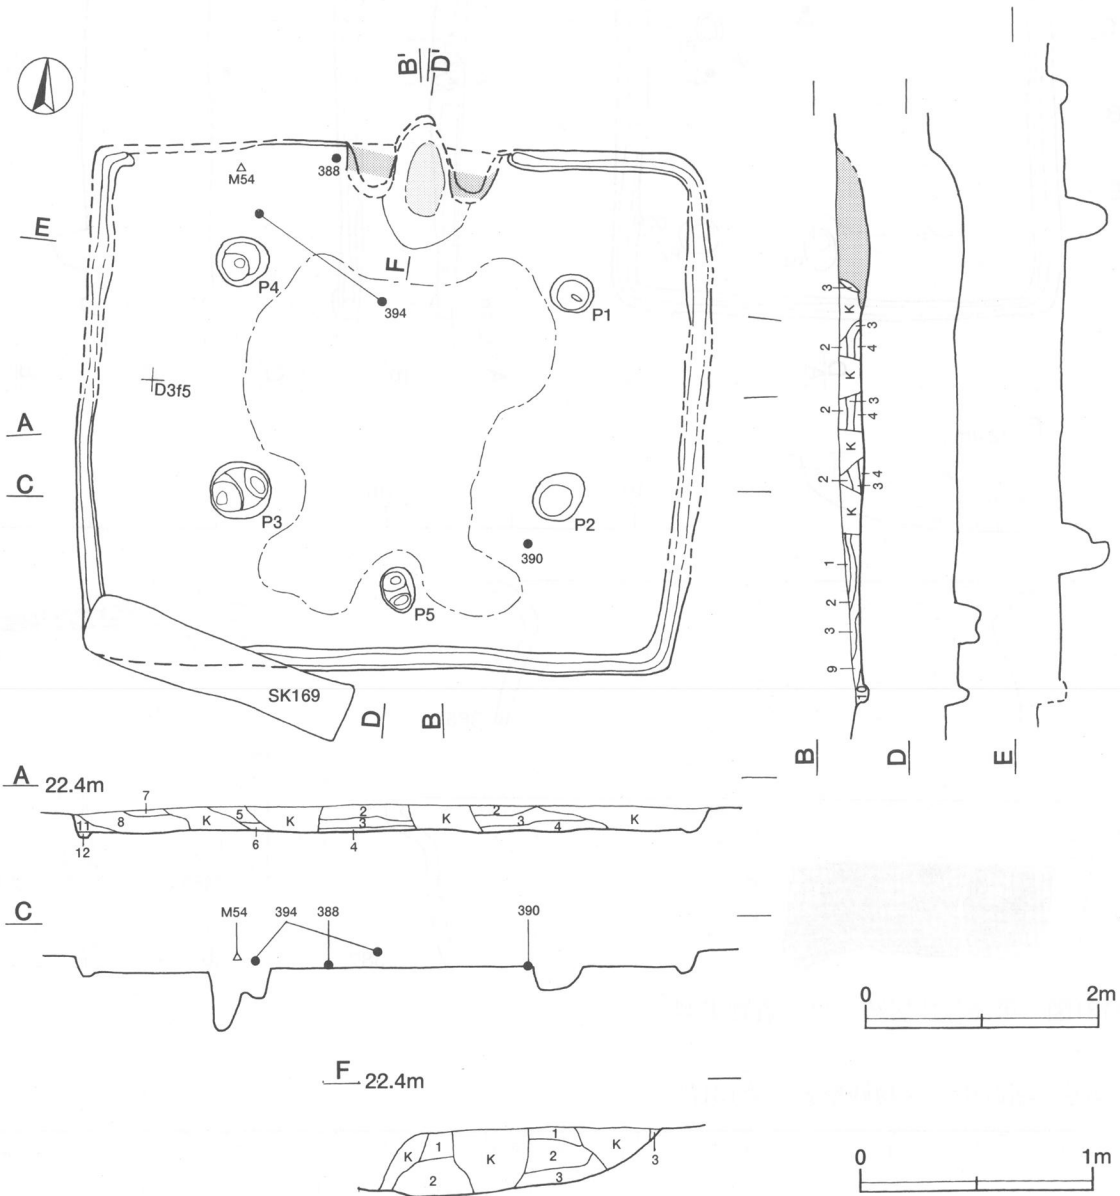 B' D'
388
M54
E
P4
F
P1
394
D3f5
A
C
P3
P2
390
P5
SK169
D B
3
K
3
2 4
K
3
2 4
K
4
2 3
K
1
2
3
9
10
B D E
A 22.4m
7
11 8 K 5 K 2 3 K 2 3 4 K
12 6 4
C
M54 394 388 390
0 2m
F 22.4m
K 1 2 K 1 2 3 K 3
0 1m